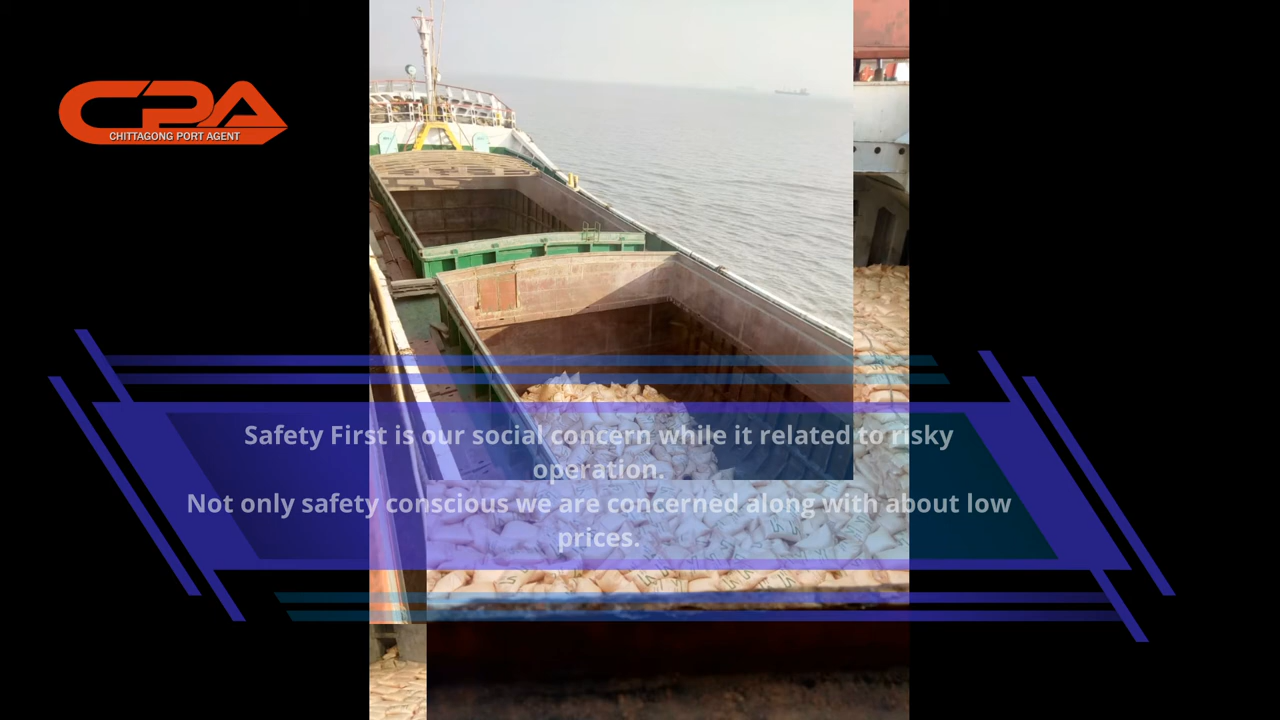 CPA
CHITTAGONG PORT AGENT
Safety First is our social concern while it related to risky
operation.
Not only safety conscious we are concerned along with about low
prices.